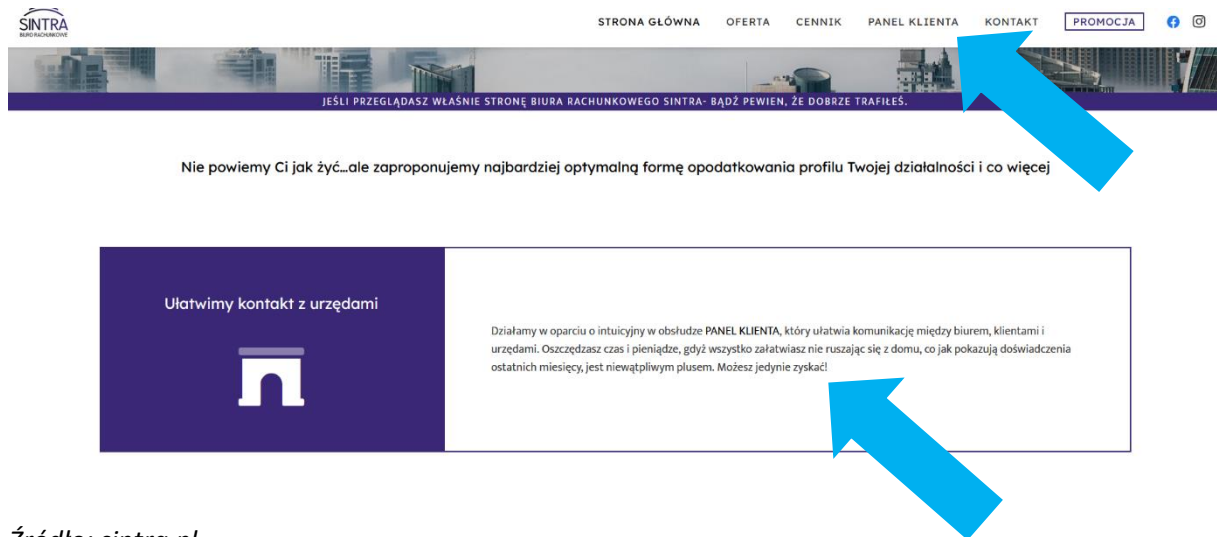 SINTRA
BIURO RACHUNKOWE
STRONA GŁÓWNA OFERTA CENNIK PANEL KLIENTA KONTAKT PROMOCJA
JEŚLI PRZEGLĄDASZ WŁAŚNIE STRONĘ BIURA RACHUNKOWEGO SINTRA- BĄDŹ PEWIEN, ŻE DOBRZE TRAFIŁEŚ.
Nie powiemy Ci jak żyć...ale zaproponujemy najbardziej optymalną formę opodatkowania profilu Twojej działalności i co więcej
Ułatwimy kontakt z urzędami
Działamy w oparciu o intuicyjny w obsłudze PANEL KLIENTA, który ułatwia komunikację między biurem, klientami i
urzędami. Oszczędzasz czas i pieniądze, gdyż wszystko załatwiasz nie ruszając się z domu, co jak pokazują doświadczenia
ostatnich miesięcy, jest niewątpliwym plusem. Możesz jedynie zyskać!
Źródło: sintra.pl